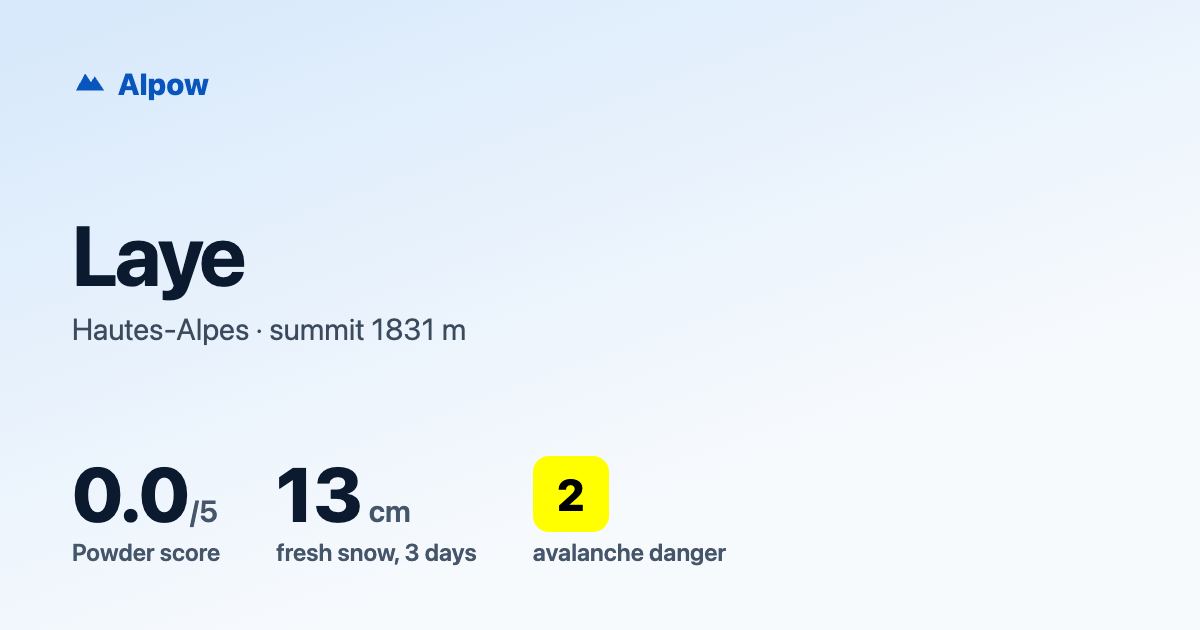 Alpow
Laye
Hautes-Alpes · summit 1831 m
0.0/5
Powder score
13 cm
fresh snow, 3 days
2
avalanche danger